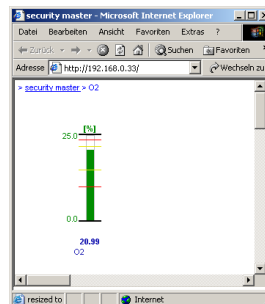 security master - Microsoft Internet Explorer
Datei Bearbeiten Ansicht Favoriten Extras ?
Zurück Suchen Favoriten
Adresse http://192.168.0.33/ Wechseln zu
> security master > O2
[%]
25.0
0.0
20.99
O2
resized to Internet